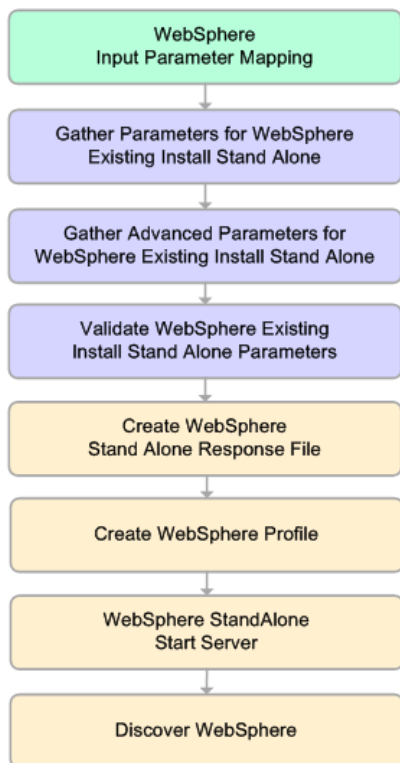 WebSphere
Input Parameter Mapping
Gather Parameters for WebSphere
Existing Install Stand Alone
Gather Advanced Parameters for
WebSphere Existing Install Stand Alone
Validate WebSphere Existing
Install Stand Alone Parameters
Create WebSphere
Stand Alone Response File
Create WebSphere Profile
WebSphere StandAlone
Start Server
Discover WebSphere